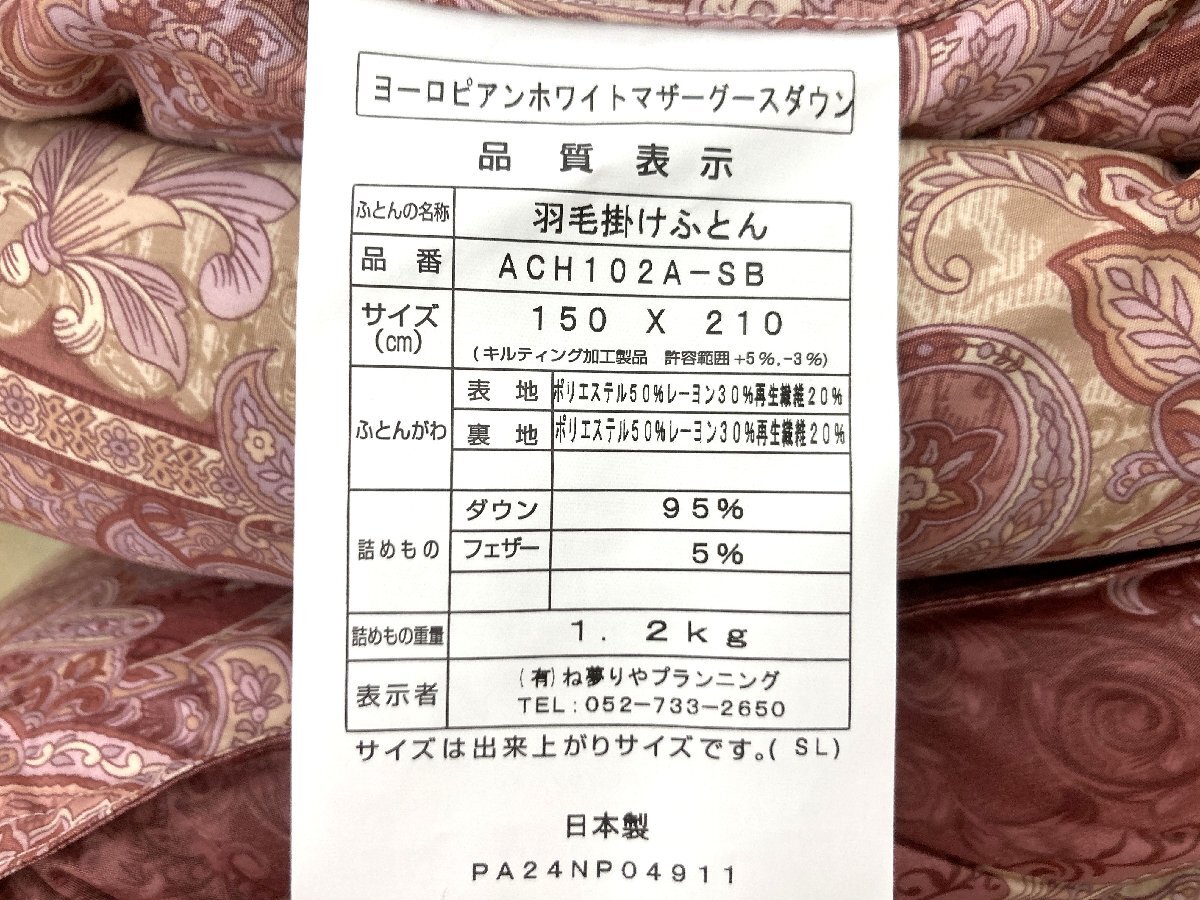 ヨーロピアンホワイトマザーグースダウン
品質表示
ふとんの名称 羽毛掛けふとん
品番 ACH102A-SB
サイズ(cm) 150 X 210
(キルティング加工製品 許容範囲+5%,-3%)
ふとんがわ 表地 ポリエステル50%レーヨン30%再生繊維20%
裏地 ポリエステル50%レーヨン30%再生繊維20%
詰めもの ダウン 95%
フェザー 5%
詰めもの重量 1.2kg
表示者 (有)ね夢りやプランニング
TEL:052-733-2650
サイズは出来上がりサイズです。(SL)
日本製
PA24NP04911